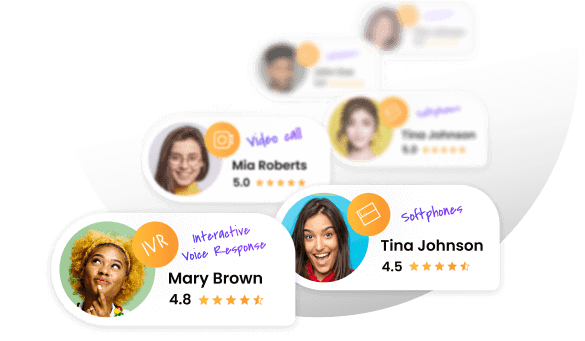 Softphones
Tina Johnson
5.0
Video call
Mia Roberts
5.0
Softphones
Tina Johnson
4.5
IVR
Interactive
Voice Response
Mary Brown
4.8